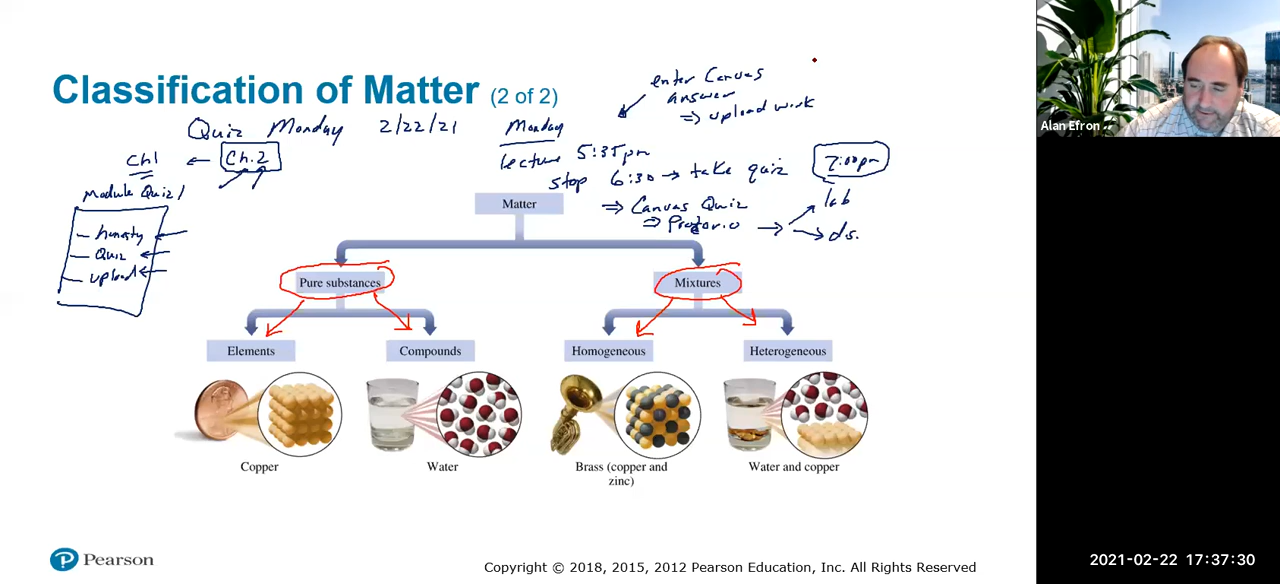 Classification of Matter (2 of 2)
enter Canvas
answer
⇒ upload work
Quiz Monday 2/22/21
Monday
Ch1 ← Ch.2
lecture 5:35pm
stop 6:30 → take quiz
7:00pm
Module Quiz 1
⇒ Canvas Quiz
⇒ Proctorio →
lab
ds.
- honesty
- Quiz
- upload
Matter
Pure substances
Mixtures
Elements
Compounds
Homogeneous
Heterogeneous
Copper
Water
Brass (copper and
zinc)
Water and copper
Pearson
Copyright © 2018, 2015, 2012 Pearson Education, Inc. All Rights Reserved
Alan Efron
2021-02-22 17:37:30